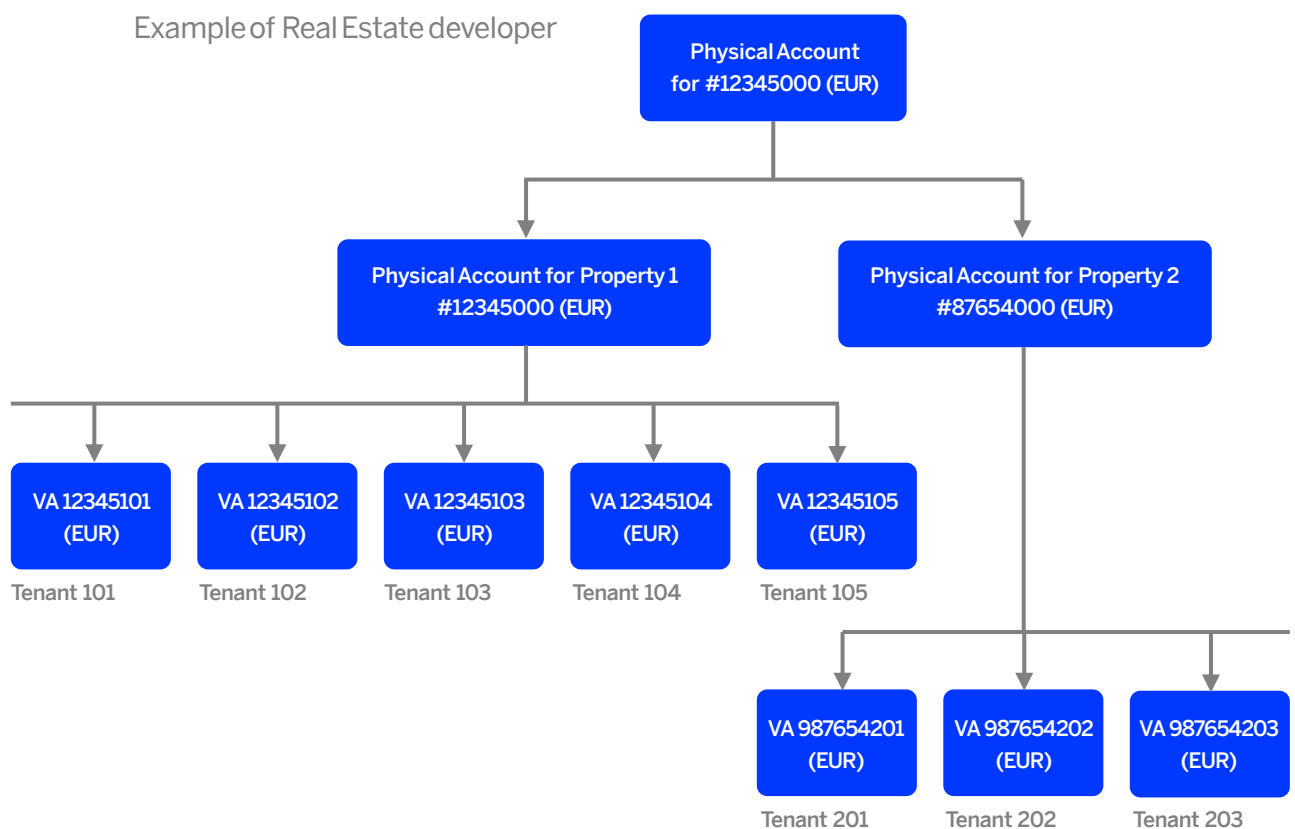 Example of Real Estate developer
Physical Account
for #12345000 (EUR)
Physical Account for Property 1
#12345000 (EUR)
Physical Account for Property 2
#87654000 (EUR)
VA 12345101
(EUR)
VA 12345102
(EUR)
VA 12345103
(EUR)
VA 12345104
(EUR)
VA 12345105
(EUR)
Tenant 101
Tenant 102
Tenant 103
Tenant 104
Tenant 105
VA 987654201
(EUR)
VA 987654202
(EUR)
VA 987654203
(EUR)
Tenant 201
Tenant 202
Tenant 203